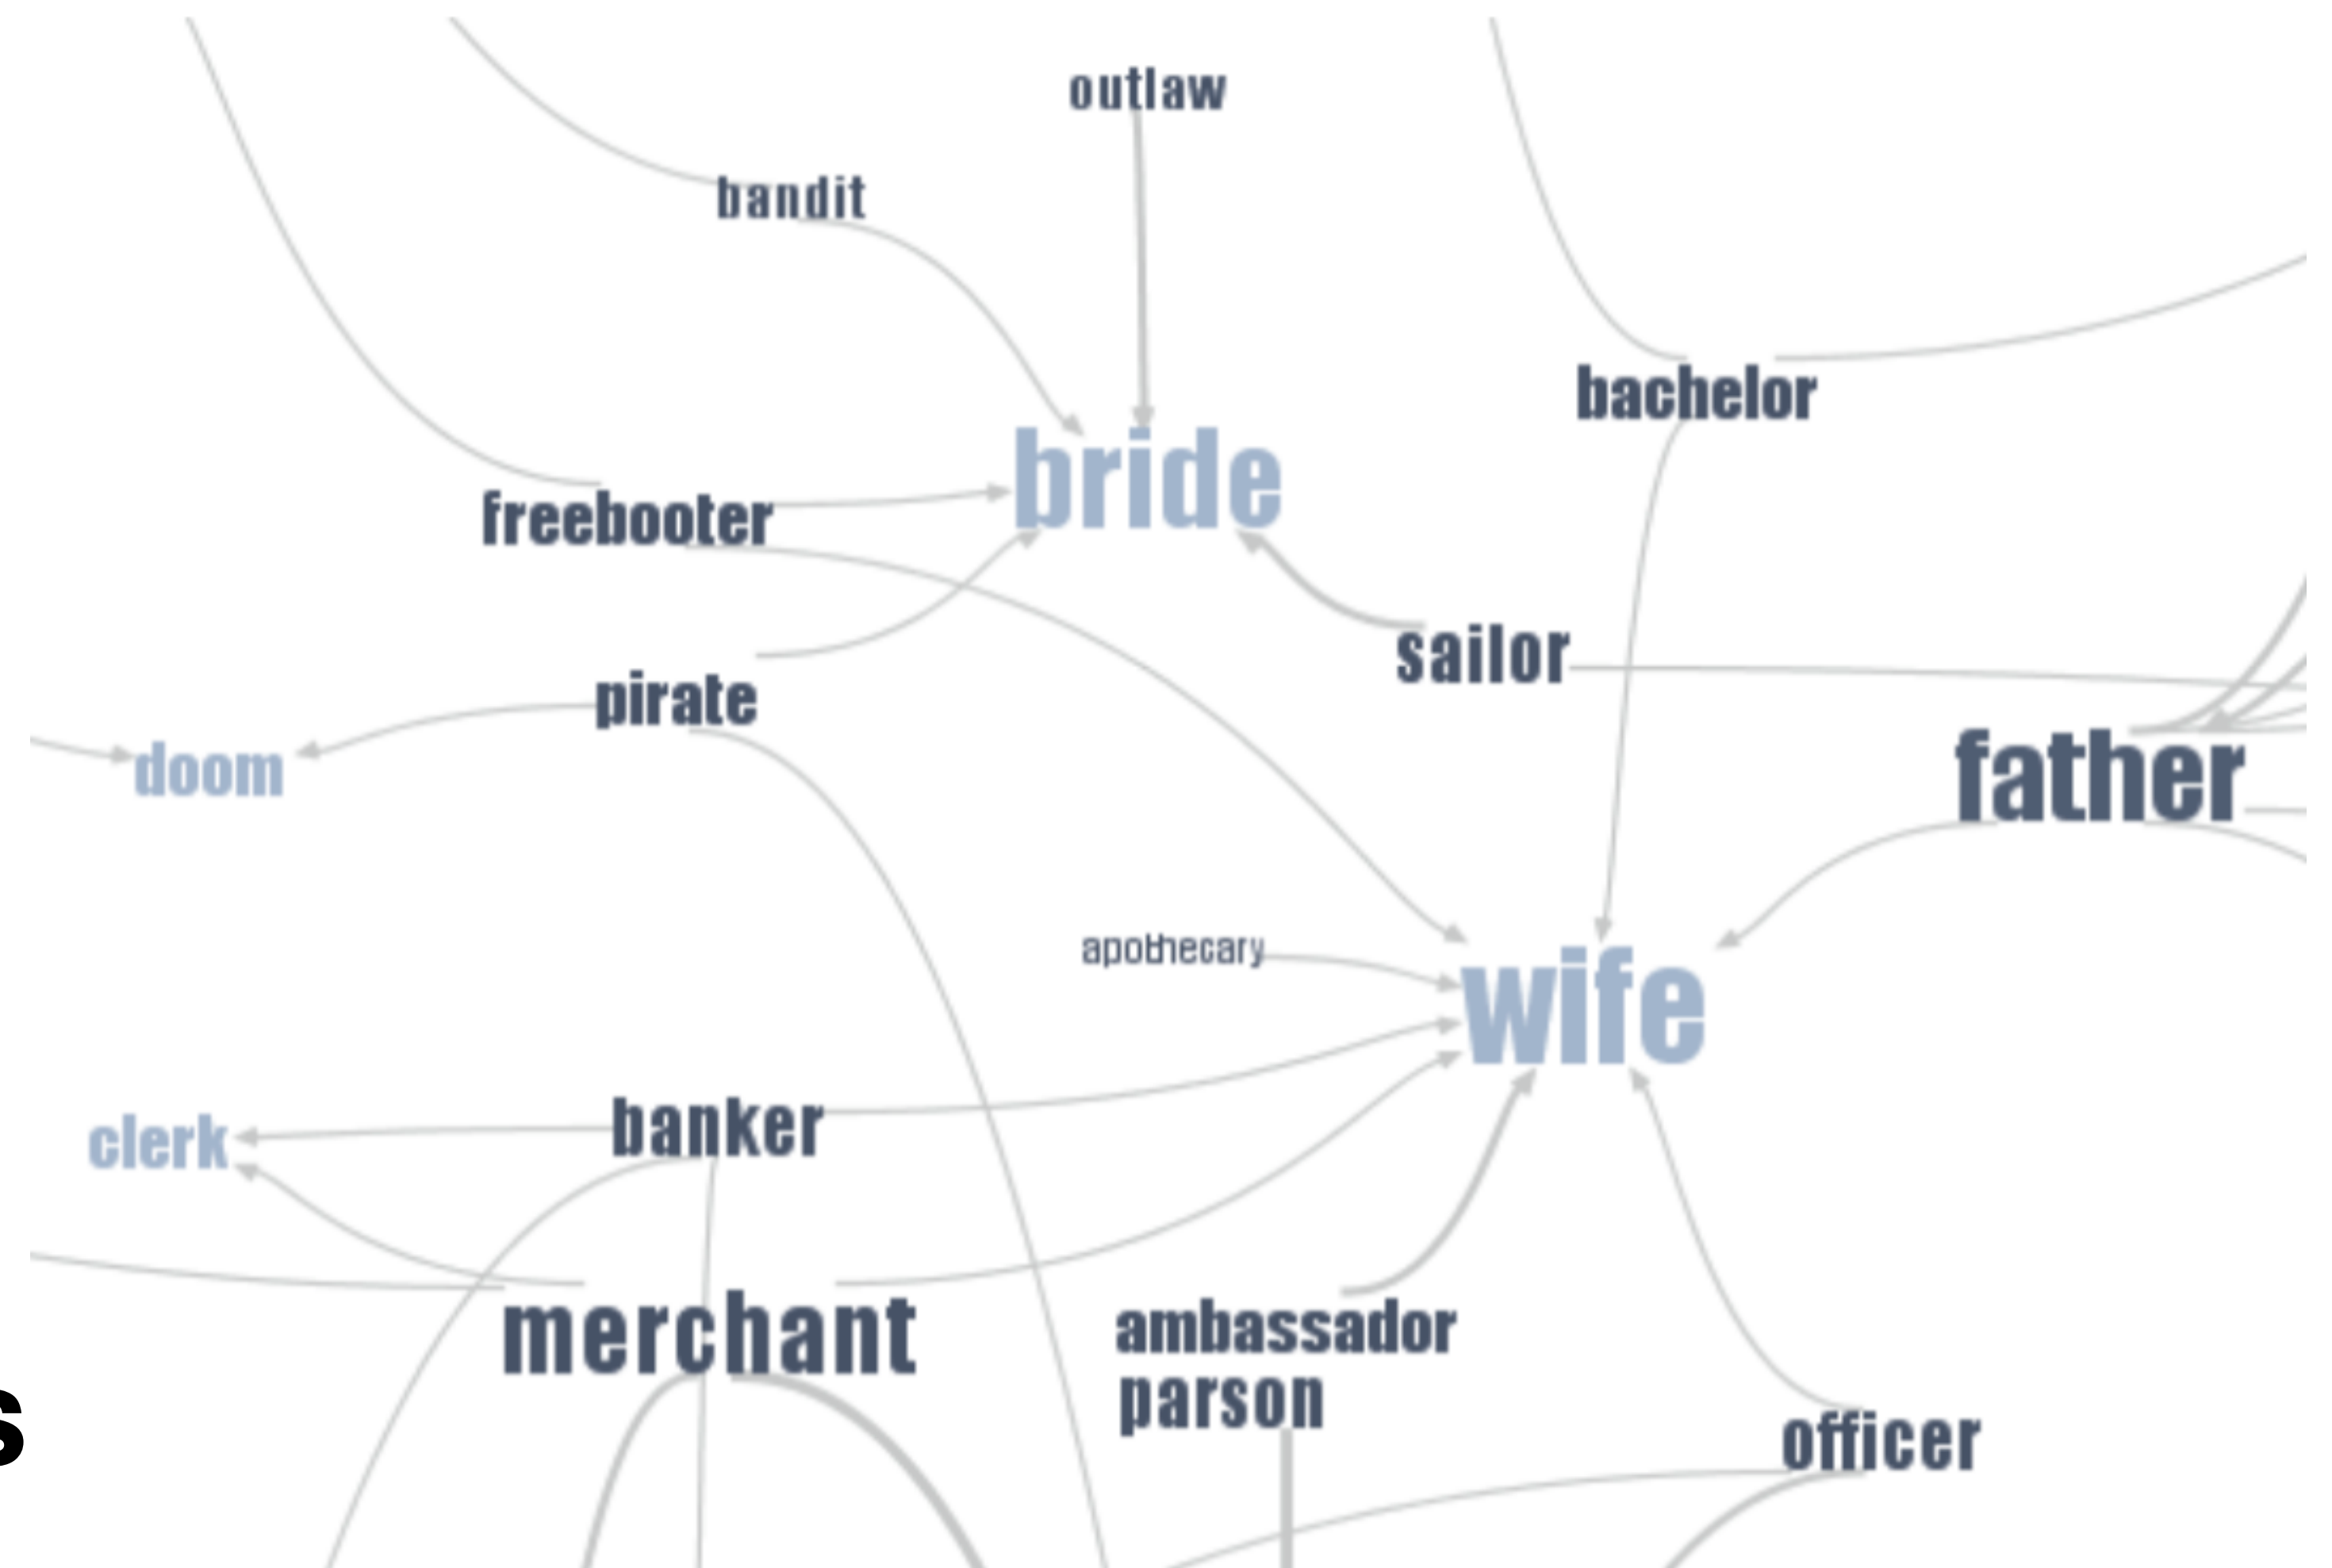 outlaw
bandit
bachelor
bride
freebooter
sailor
pirate
father
doom
apothecary
wife
banker
clerk
merchant
ambassador
parson
officer
s